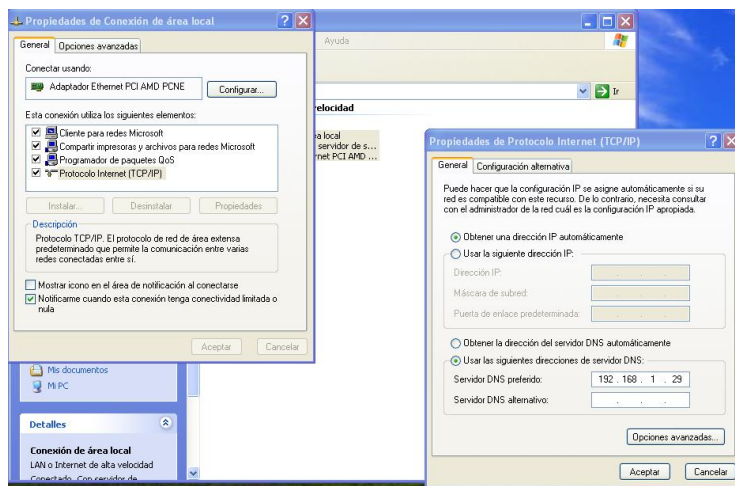 Propiedades de Conexión de área local
General
Opciones avanzadas
Conectar usando:
Adaptador Ethernet PCI AMD PCNE
Configurar...
Esta conexión utiliza los siguientes elementos:
Cliente para redes Microsoft
Compartir impresoras y archivos para redes Microsoft
Programador de paquetes QoS
Protocolo Internet (TCP/IP)
Instalar...
Desinstalar
Propiedades
Descripción
Protocolo TCP/IP. El protocolo de red de área extensa
predeterminado que permite la comunicación entre varias
redes conectadas entre sí.
Mostrar icono en el área de notificación al conectarse
Notificarme cuando esta conexión tenga conectividad limitada o
nula
Aceptar
Cancelar
Ayuda
Ir
elocidad
a local
servidor de s...
rnet PCI AMD ...
Mis documentos
Mi PC
Detalles
Conexión de área local
LAN o Internet de alta velocidad
Conectado, Con servidor de
Propiedades de Protocolo Internet (TCP/IP)
General
Configuración alternativa
Puede hacer que la configuración IP se asigne automáticamente si su
red es compatible con este recurso. De lo contrario, necesita consultar
con el administrador de la red cuál es la configuración IP apropiada.
Obtener una dirección IP automáticamente
Usar la siguiente dirección IP:
Dirección IP:
Máscara de subred:
Puerta de enlace predeterminada:
Obtener la dirección del servidor DNS automáticamente
Usar las siguientes direcciones de servidor DNS:
Servidor DNS preferido:
192 . 168 . 1 . 29
Servidor DNS alternativo:
Opciones avanzadas...
Aceptar
Cancelar